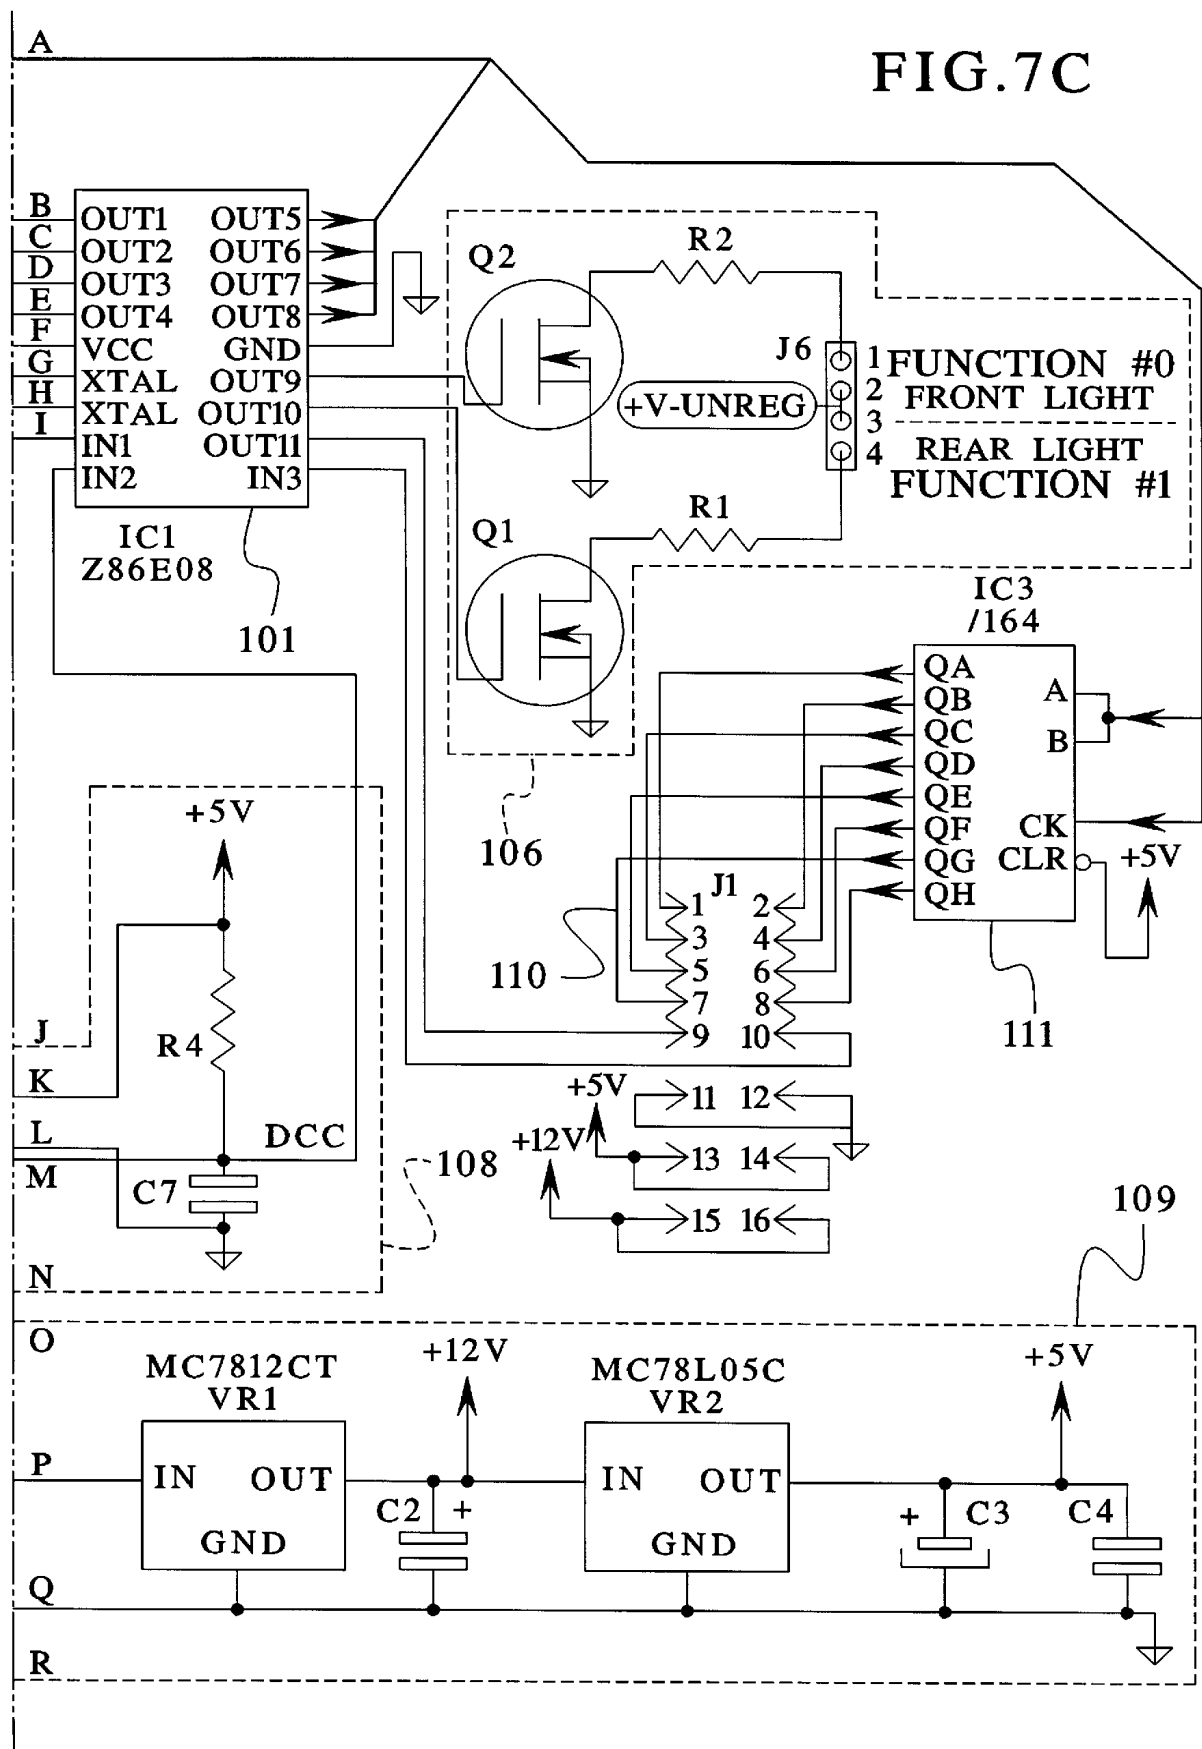 A
FIG.7C
B
OUT1 OUT5
C
OUT2 OUT6
D
OUT3 OUT7
E
OUT4 OUT8
F
VCC GND
G
XTAL OUT9
H
XTAL OUT10
I
IN1 OUT11
IN2 IN3
IC1
Z86E08
101
Q2
R2
J6
1 FUNCTION #0
2 FRONT LIGHT
+V-UNREG
3
4 REAR LIGHT
FUNCTION #1
Q1
R1
106
IC3
/164
QA
QB
QC
QD
QE
QF
QG
QH
A
B
CK
CLR
+5V
111
J1
1 2
3 4
5 6
7 8
9 10
11 12
13 14
15 16
110
+5V
+12V
+5V
J
R4
K
L
DCC
M
C7
108
N
109
O
MC7812CT
VR1
+12V
MC78L05C
VR2
+5V
P
IN OUT
GND
C2 +
IN OUT
GND
+ C3
C4
Q
R